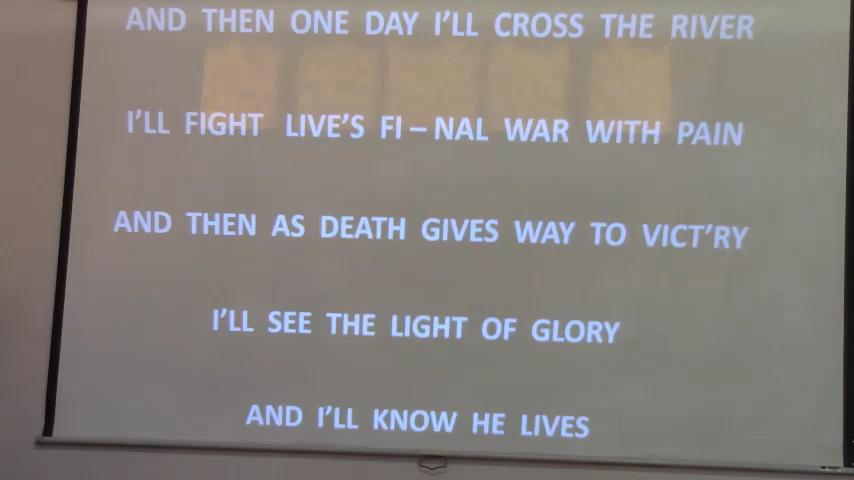 AND THEN ONE DAY I'LL CROSS THE RIVER
I'LL FIGHT LIVE'S FI – NAL WAR WITH PAIN
AND THEN AS DEATH GIVES WAY TO VICT'RY
I'LL SEE THE LIGHT OF GLORY
AND I'LL KNOW HE LIVES